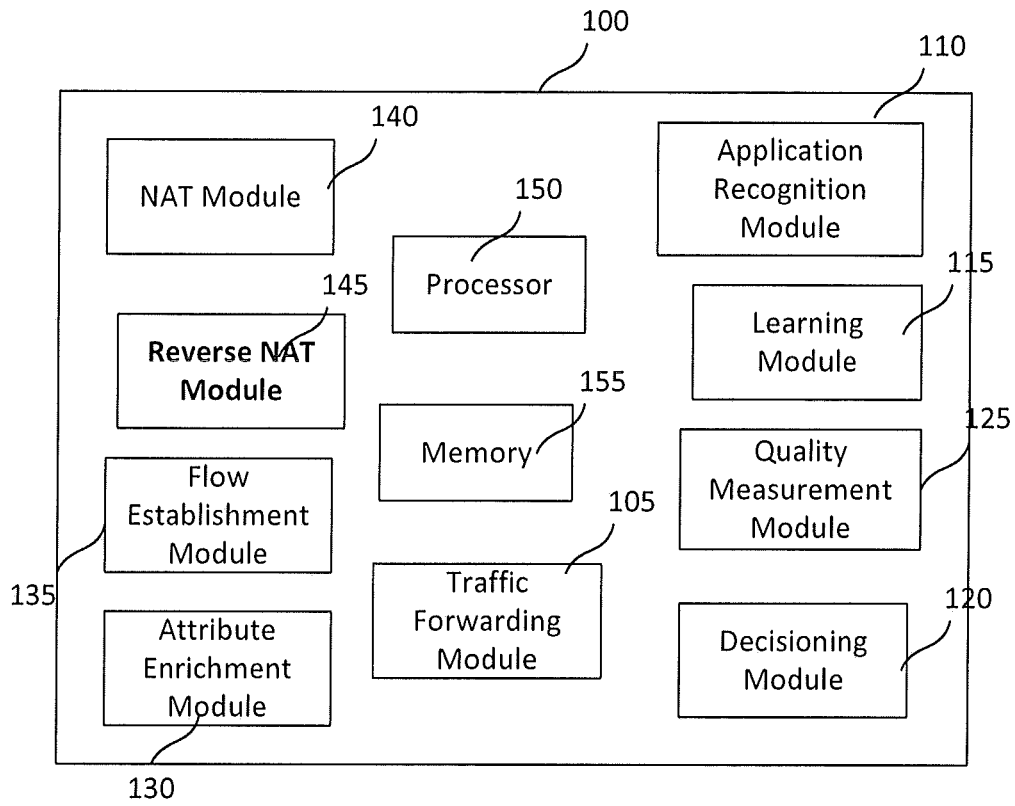 100
110
140
NAT Module
Application
Recognition
Module
150
Processor
115
Learning
Module
145
Reverse NAT
Module
155
Memory
125
Quality
Measurement
Module
Flow
Establishment
Module
135
105
Traffic
Forwarding
Module
120
Decisioning
Module
Attribute
Enrichment
Module
130